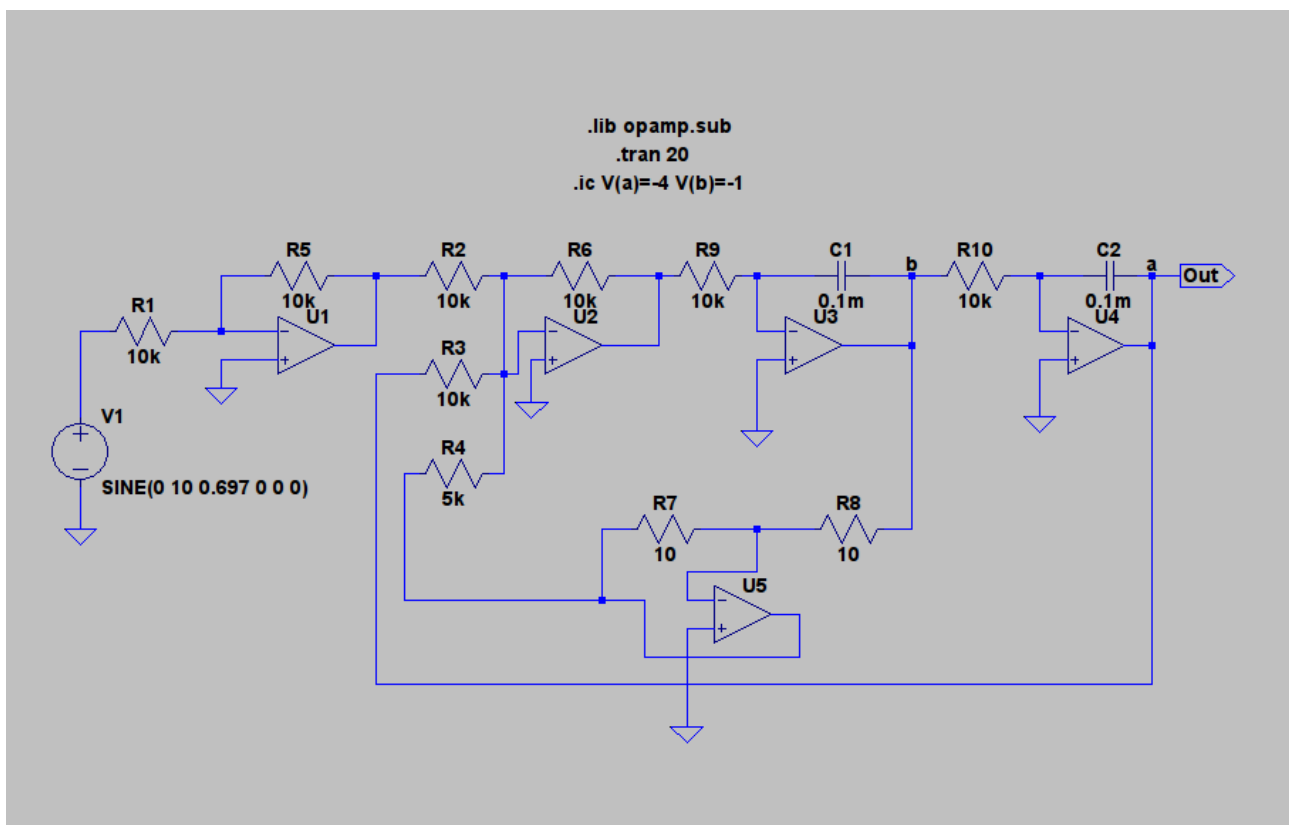 .lib opamp.sub
.tran 20
.ic V(a)=-4 V(b)=-1
R5
10k
R2
10k
R6
10k
R9
10k
C1
0.1m
b
R10
10k
C2
0.1m
a
Out
R1
10k
U1
U2
U3
U4
R3
10k
V1
SINE(0 10 0.697 0 0 0)
R4
5k
R7
10
R8
10
U5